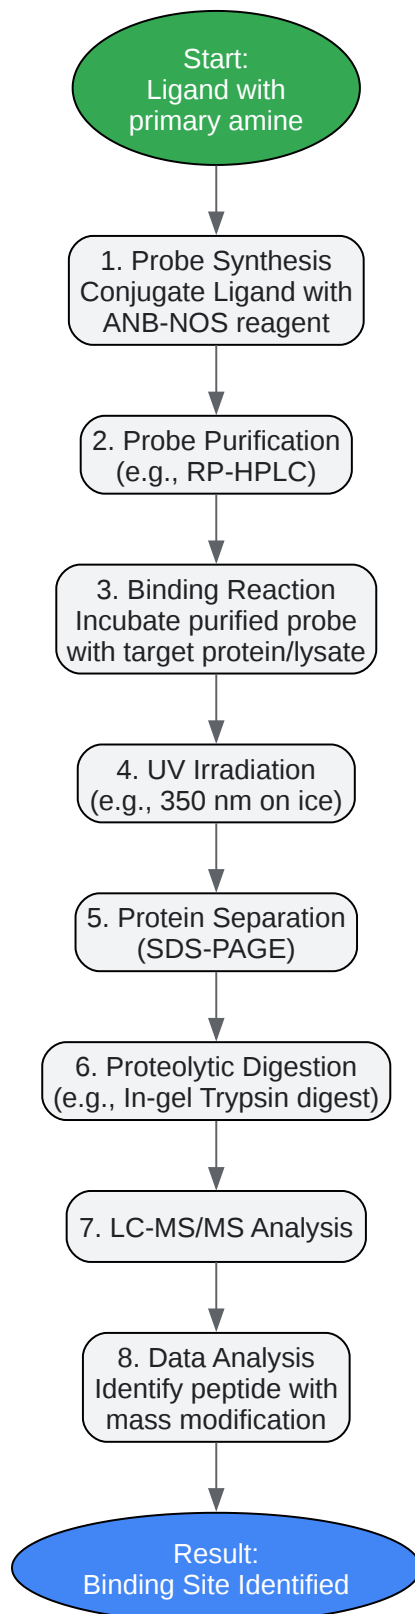 Start:
Ligand with
primary amine
1. Probe Synthesis
Conjugate Ligand with
ANB-NOS reagent
2. Probe Purification
(e.g., RP-HPLC)
3. Binding Reaction
Incubate purified probe
with target protein/lysate
4. UV Irradiation
(e.g., 350 nm on ice)
5. Protein Separation
(SDS-PAGE)
6. Proteolytic Digestion
(e.g., In-gel Trypsin digest)
7. LC-MS/MS Analysis
8. Data Analysis
Identify peptide with
mass modification
Result:
Binding Site Identified